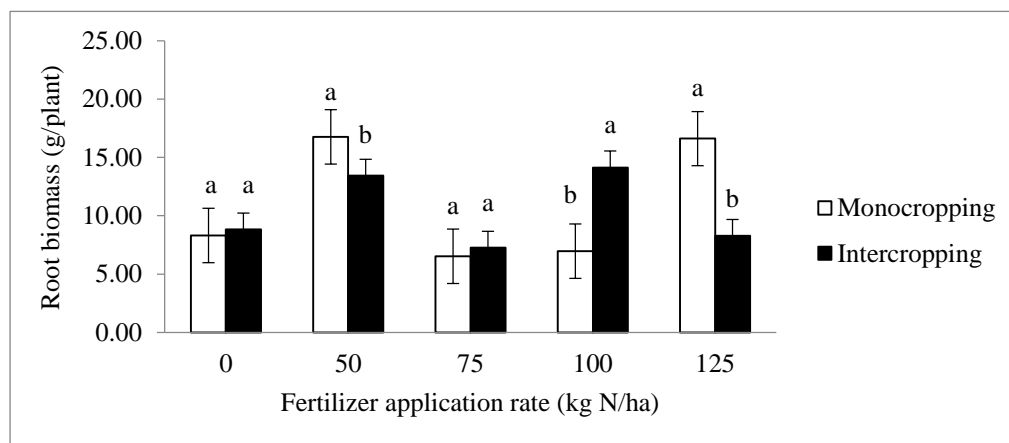 25.00
20.00
15.00
10.00
5.00
0.00
Root biomass (g/plant)
a a a b a a b a a b
0 50 75 100 125
Fertilizer application rate (kg N/ha)
Monocropping
Intercropping